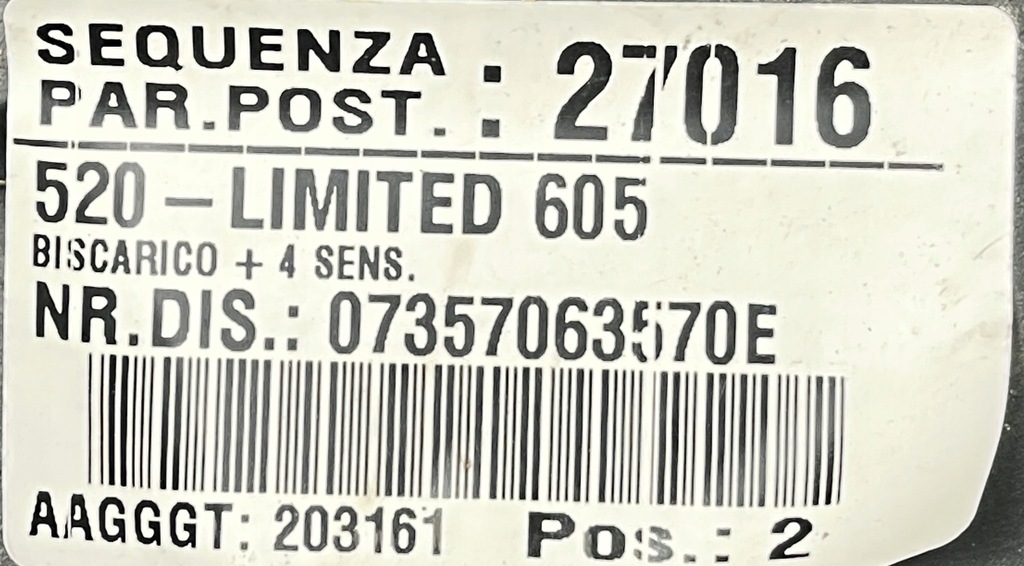 SEQUENZA
PAR.POST. : 27016
520 – LIMITED 605
BISCARICO + 4 SENS.
NR.DIS.: 07357063570E
AAGGGT: 203161 Pos.: 2